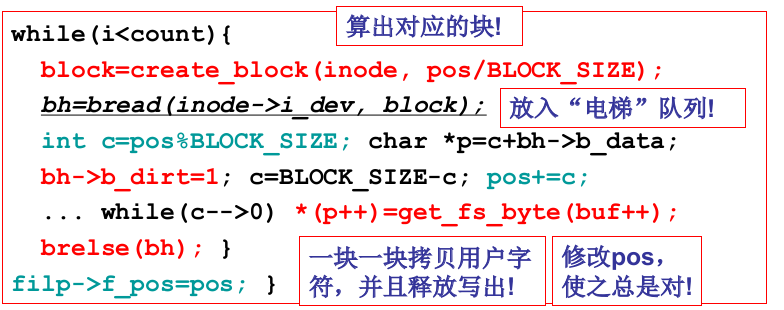 算出对应的块!
while(i<count){
block=create_block(inode, pos/BLOCK_SIZE);
bh=bread(inode->i_dev, block);
放入“电梯”队列!
int c=pos%BLOCK_SIZE; char *p=c+bh->b_data;
bh->b_dirt=1; c=BLOCK_SIZE-c; pos+=c;
... while(c-->0) *(p++)=get_fs_byte(buf++);
brelse(bh); }
一块一块拷贝用户字
符，并且释放写出!
修改pos，
使之总是对!
filp->f_pos=pos; }